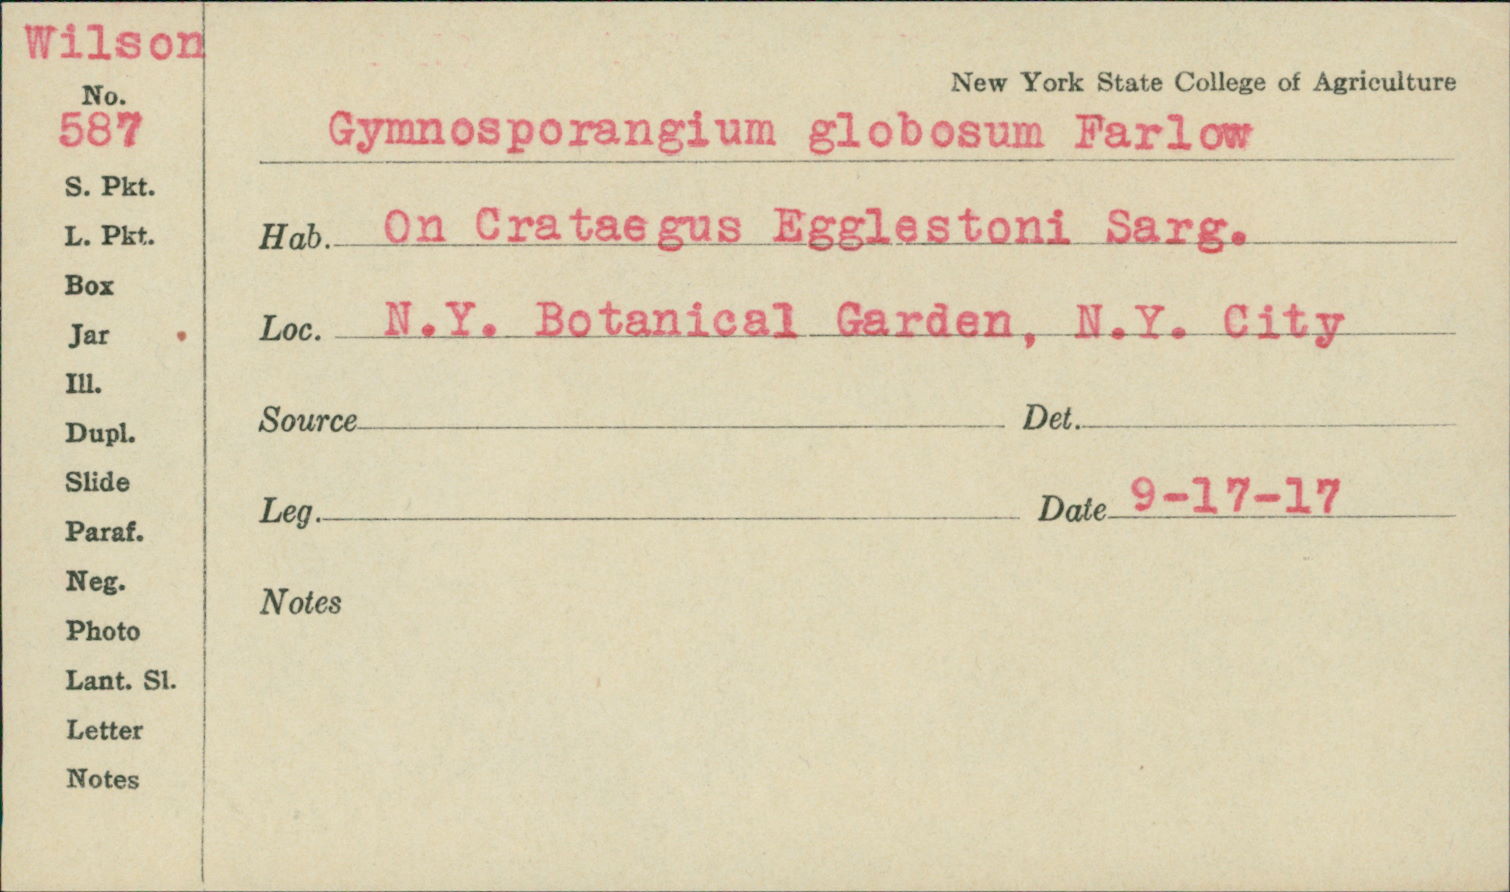 Wilson
No.
587
S. Pkt.
L. Pkt.
Box
Jar
Ill.
Dupl.
Slide
Paraf.
Neg.
Photo
Lant. Sl.
Letter
Notes
New York State College of Agriculture
Gymnosporangium globosum Farlow
Hab. On Crataegus Egglestoni Sarg.
Loc. N.Y. Botanical Garden, N.Y. City
Source Det.
Leg. Date 9-17-17
Notes